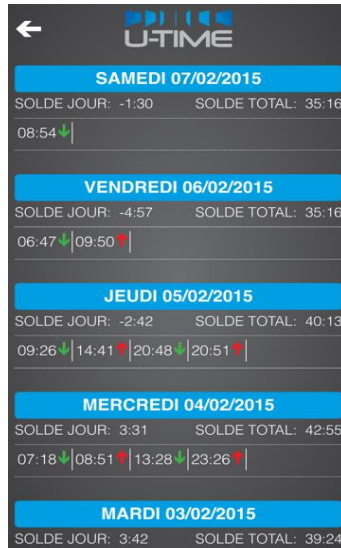 U-TIME
SAMEDI 07/02/2015
SOLDE JOUR: -1:30 SOLDE TOTAL: 35:16
08:54
VENDREDI 06/02/2015
SOLDE JOUR: -4:57 SOLDE TOTAL: 35:16
06:47 09:50
JEUDI 05/02/2015
SOLDE JOUR: -2:42 SOLDE TOTAL: 40:13
09:26 14:41 20:48 20:51
MERCREDI 04/02/2015
SOLDE JOUR: 3:31 SOLDE TOTAL: 42:55
07:18 08:51 13:28 23:26
MARDI 03/02/2015
SOLDE JOUR: 3:42 SOLDE TOTAL: 39:24